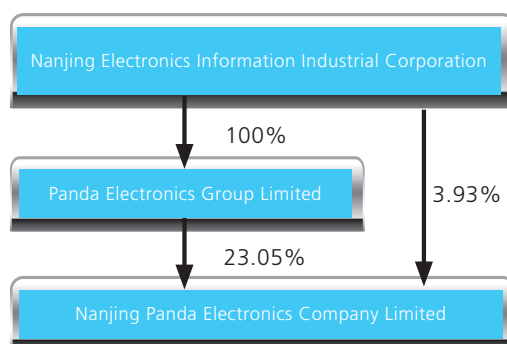 Nanjing Electronics Information Industrial Corporation
100%
Panda Electronics Group Limited
3.93%
23.05%
Nanjing Panda Electronics Company Limited